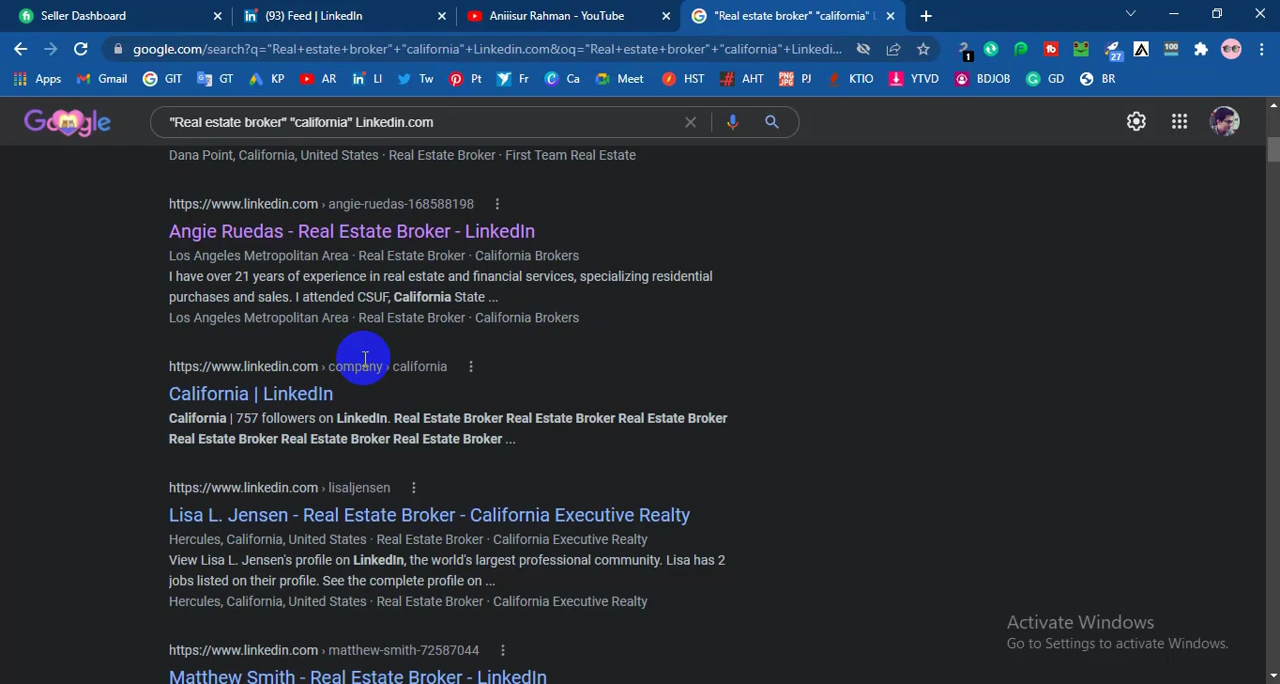 Seller Dashboard
(93) Feed | LinkedIn
Aniiisur Rahman - YouTube
"Real estate broker" "california" L
google.com/search?q="Real+estate+broker"+"california"+Linkedin.com&oq="Real+estate+broker"+"california"+Linkedi...
Apps Gmail GIT GT KP AR LI Tw Pt Fr Ca Meet HST AHT PJ KTIO YTVD BDJOB GD BR
Google
"Real estate broker" "california" Linkedin.com
Dana Point, California, United States · Real Estate Broker · First Team Real Estate
https://www.linkedin.com › angie-ruedas-168588198
Angie Ruedas - Real Estate Broker - LinkedIn
Los Angeles Metropolitan Area · Real Estate Broker · California Brokers
I have over 21 years of experience in real estate and financial services, specializing residential
purchases and sales. I attended CSUF, California State ...
Los Angeles Metropolitan Area · Real Estate Broker · California Brokers
https://www.linkedin.com › company › california
California | LinkedIn
California | 757 followers on LinkedIn. Real Estate Broker Real Estate Broker Real Estate Broker
Real Estate Broker Real Estate Broker Real Estate Broker ...
https://www.linkedin.com › lisaljensen
Lisa L. Jensen - Real Estate Broker - California Executive Realty
Hercules, California, United States · Real Estate Broker · California Executive Realty
View Lisa L. Jensen's profile on LinkedIn, the world's largest professional community. Lisa has 2
jobs listed on their profile. See the complete profile on ...
Hercules, California, United States · Real Estate Broker · California Executive Realty
https://www.linkedin.com › matthew-smith-72587044
Matthew Smith - Real Estate Broker - LinkedIn
Activate Windows
Go to Settings to activate Windows.